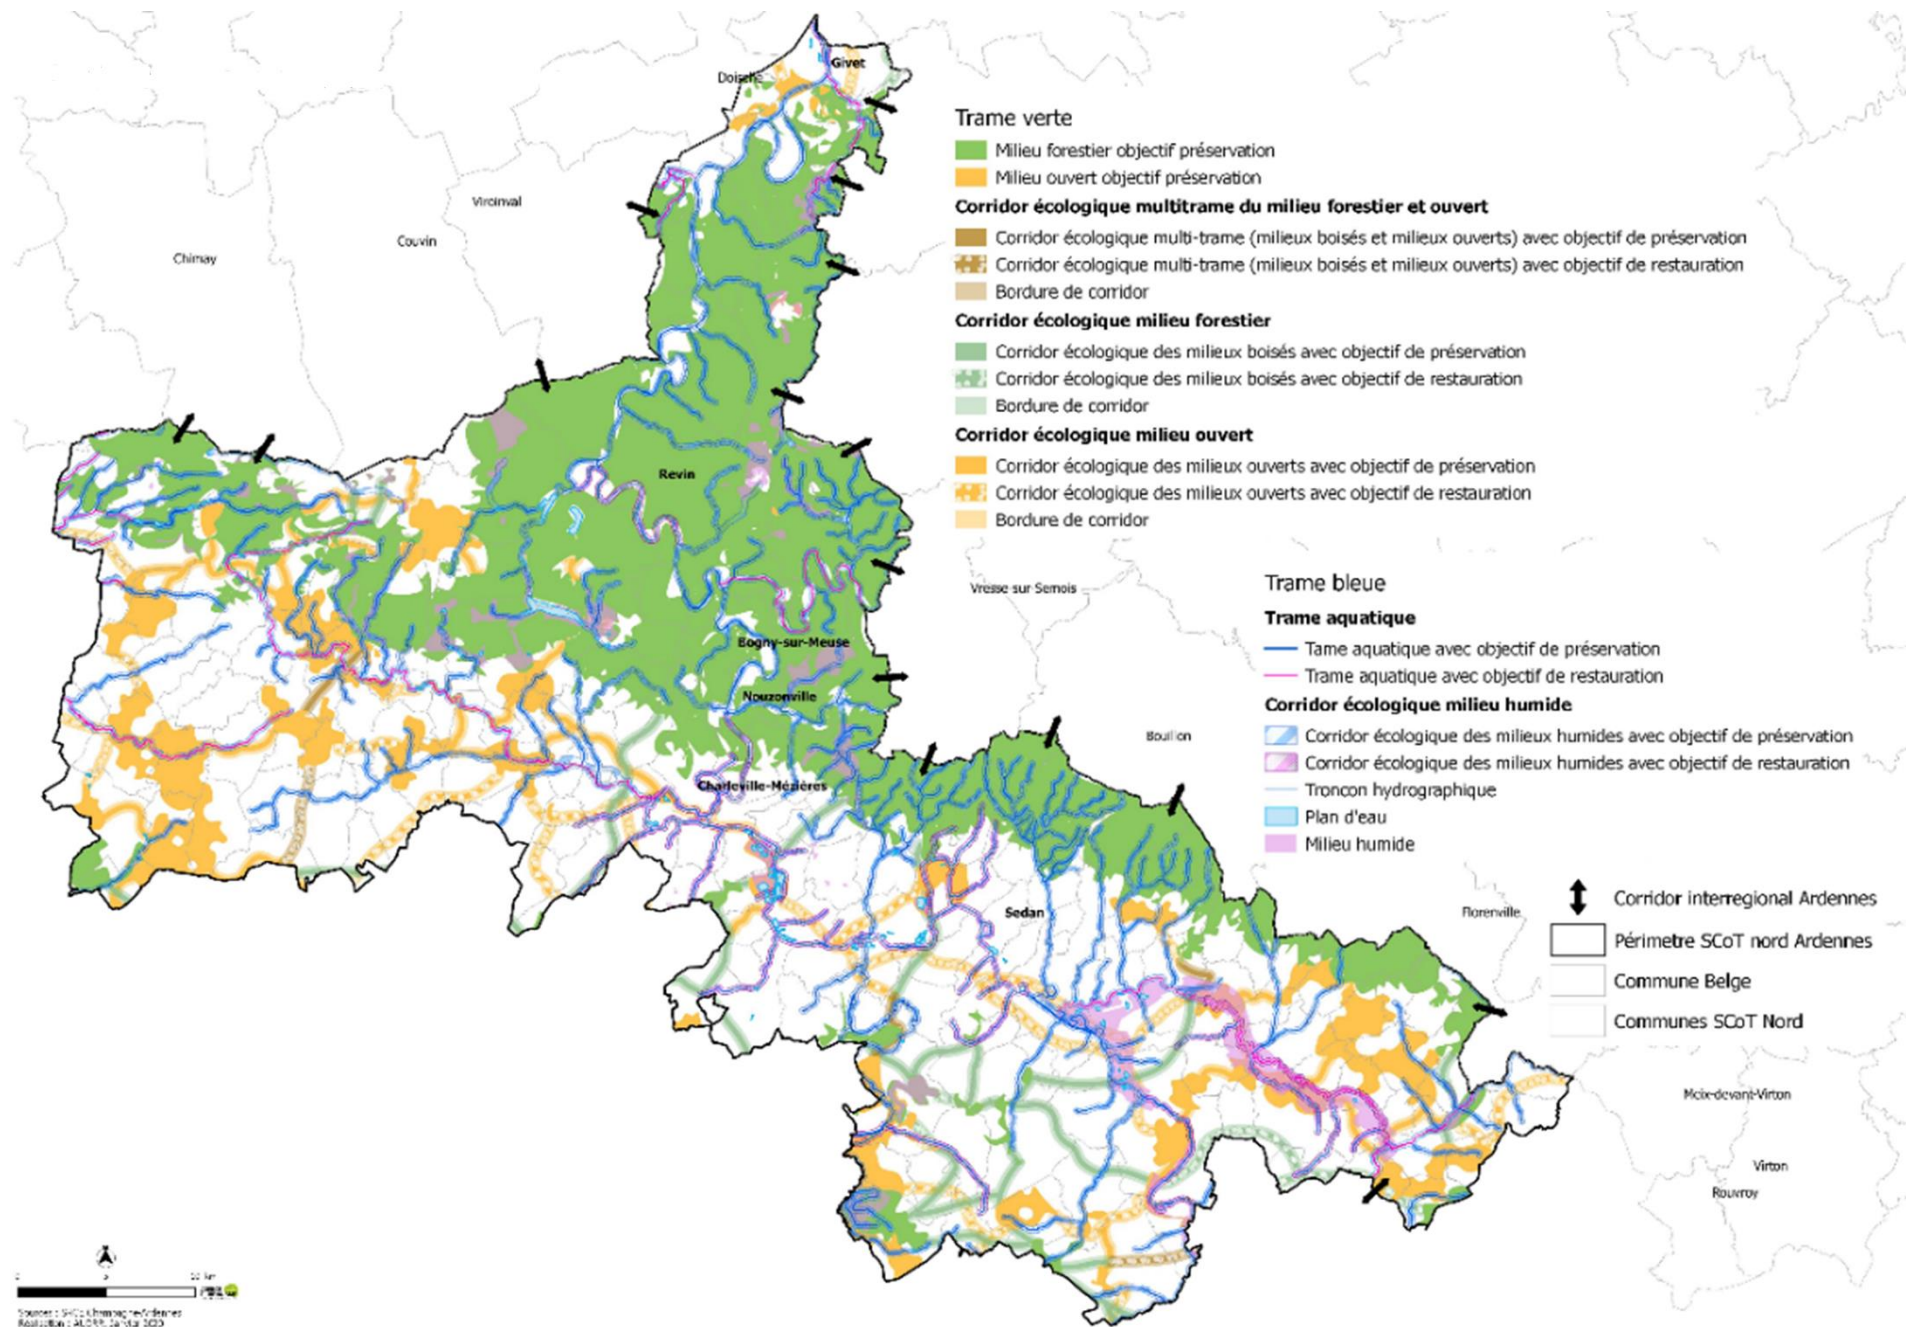 Givet
Doische
Viroinval
Couvin
Chimay
Revin
Bogny-sur-Meuse
Nouzonville
Charleville-Mézières
Sedan
Vresse-sur-Semois
Bouillon
Florenville
Meix-devant-Virton
Virton
Rouvroy
Trame verte
Milieu forestier objectif préservation
Milieu ouvert objectif préservation
Corridor écologique multitrame du milieu forestier et ouvert
Corridor écologique multi-trame (milieux boisés et milieux ouverts) avec objectif de préservation
Corridor écologique multi-trame (milieux boisés et milieux ouverts) avec objectif de restauration
Bordure de corridor
Corridor écologique milieu forestier
Corridor écologique des milieux boisés avec objectif de préservation
Corridor écologique des milieux boisés avec objectif de restauration
Bordure de corridor
Corridor écologique milieu ouvert
Corridor écologique des milieux ouverts avec objectif de préservation
Corridor écologique des milieux ouverts avec objectif de restauration
Bordure de corridor
Trame bleue
Trame aquatique
Tame aquatique avec objectif de préservation
Trame aquatique avec objectif de restauration
Corridor écologique milieu humide
Corridor écologique des milieux humides avec objectif de préservation
Corridor écologique des milieux humides avec objectif de restauration
Troncon hydrographique
Plan d'eau
Milieu humide
Corridor interregional Ardennes
Périmetre SCoT nord Ardennes
Commune Belge
Communes SCoT Nord
0 5 10 km
Champagne-Ardennes
Réalisation :